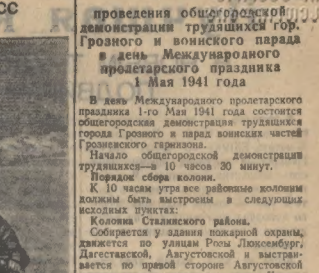 СС
проведения общегородской
демонстрации трудящихся гор.
Грозного и воинского парада
в день Международного
пролетарского праздника
1 Мая 1941 года
В день Международного пролетарского
праздника 1-го Мая 1941 года состоится
общегородская демонстрация трудящихся
города Грозного и парад воинских частей
Грозненского гарнизона.
Начало общегородской демонстрации
трудящихся—в 10 часов 30 минут.
Порядок сбора колонн.
К 10 часам утра все районные колонны
должны быть выстроены в следующих
исходных пунктах:
Колонна Сталинского района.
Собирается у здания пожарной охраны,
движется по улицам Розы Люксембург,
Дагестанской, Августовской и выстраи-
вается по правой стороне Августовской